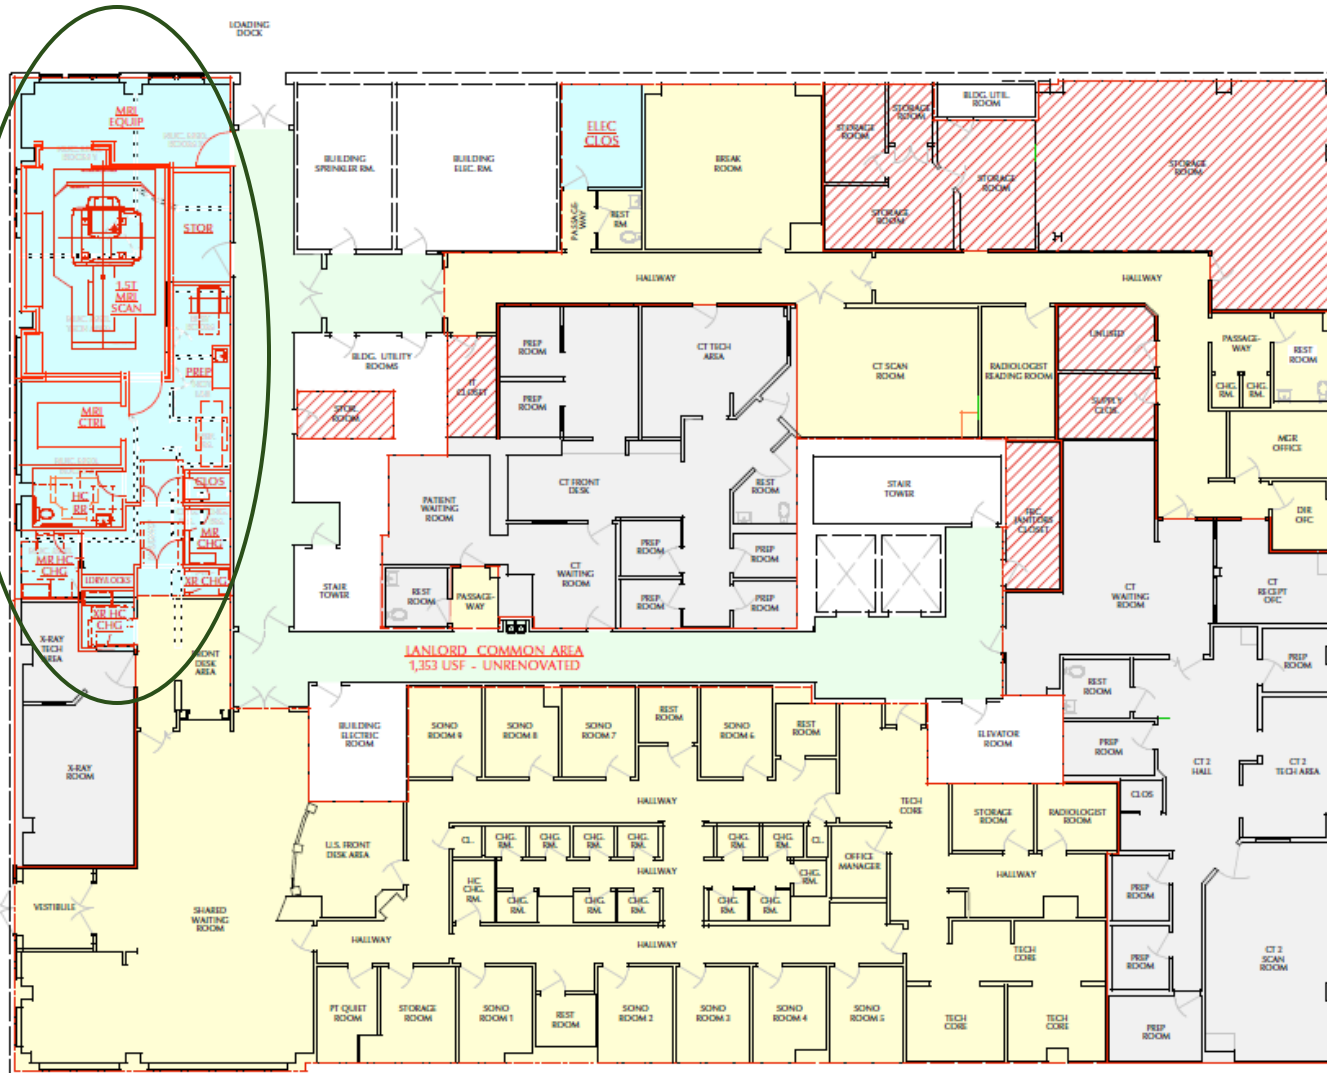 LOADING
DOCK
MRI
EQUIP
STOR
1.5T
MRI
SCAN
PREP
MRI
CTRL
CLOS
HC
RR
MR
CHG
MR HC
CHG
XR CHG
XR HC
CHG
X-RAY
TECH
AREA
FRONT
DESK
AREA
X-RAY
ROOM
VESTIBULE
SHARED
WAITING
ROOM
BUILDING
SPRINKLER RM.
BUILDING
ELEC. RM.
ELEC
CLOS
PASSAGE-
WAY
REST
RM
BREAK
ROOM
STORAGE
ROOM
STORAGE
ROOM
STORAGE
ROOM
STORAGE
ROOM
BLDG. UTIL.
ROOM
STORAGE
ROOM
HALLWAY
HALLWAY
BLDG. UTILITY
ROOMS
STOR.
ROOM
IT
CLOSET
PREP
ROOM
PREP
ROOM
CT TECH
AREA
CT SCAN
ROOM
RADIOLOGIST
READING ROOM
UNUSED
SUPPLY
CLOS.
PASSAGE-
WAY
CHG.
RM.
CHG.
RM.
REST
ROOM
MGR
OFFICE
DIR
OFC
PATIENT
WAITING
ROOM
CT FRONT
DESK
REST
ROOM
STAIR
TOWER
JANITORS
CLOSET
STAIR
TOWER
REST
ROOM
PASSAGE-
WAY
CT
WAITING
ROOM
PREP
ROOM
PREP
ROOM
PREP
ROOM
PREP
ROOM
CT
WAITING
ROOM
CT
RECEPT
OFC
LANLORD COMMON AREA
1,353 USF - UNRENOVATED
REST
ROOM
PREP
ROOM
PREP
ROOM
CT 2
HALL
CT 2
TECH AREA
CLOS
BUILDING
ELECTRIC
ROOM
SONO
ROOM 9
SONO
ROOM 8
SONO
ROOM 7
REST
ROOM
SONO
ROOM 6
REST
ROOM
ELEVATOR
ROOM
HALLWAY
TECH
CORE
STORAGE
ROOM
RADIOLOGIST
ROOM
U.S. FRONT
DESK AREA
CL.
CHG.
RM.
CHG.
RM.
CHG.
RM.
CHG.
RM.
CHG.
RM.
CHG.
RM.
CL.
OFFICE
MANAGER
HALLWAY
HC
CHG.
RM.
CHG.
RM.
CHG.
RM.
CHG.
RM.
CHG.
RM.
CHG.
RM.
CHG.
RM.
HALLWAY
HALLWAY
HALLWAY
PREP
ROOM
PREP
ROOM
PREP
ROOM
CT 2
SCAN
ROOM
PT QUIET
ROOM
STORAGE
ROOM
SONO
ROOM 1
REST
ROOM
SONO
ROOM 2
SONO
ROOM 3
SONO
ROOM 4
SONO
ROOM 5
TECH
CORE
TECH
CORE
TECH
CORE